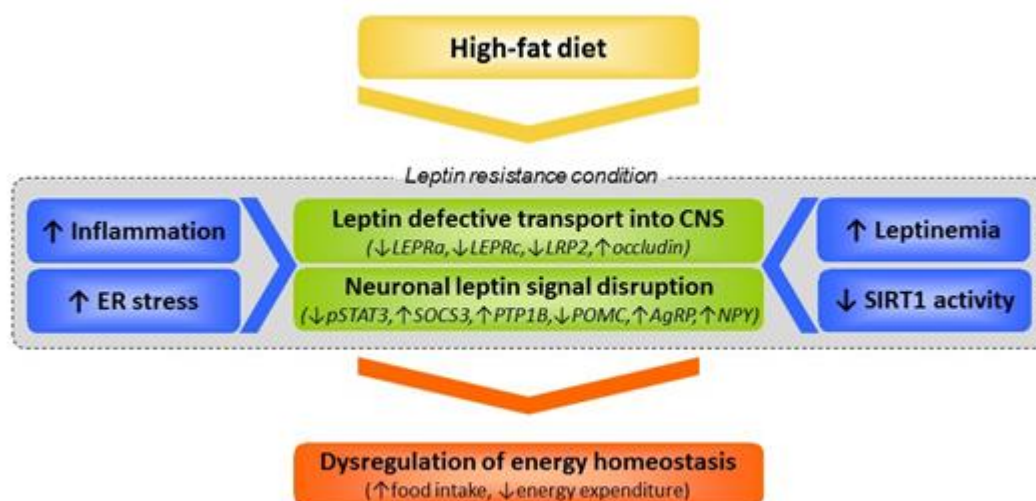 High-fat diet
Leptin resistance condition
↑ Inflammation
↑ ER stress
Leptin defective transport into CNS
(↓LEPRa,↓LEPRc,↓LRP2,↑occludin)
Neuronal leptin signal disruption
(↓pSTAT3,↑SOCS3,↑PTP1B,↓POMC,↑AgRP,↑NPY)
↑ Leptinemia
↓ SIRT1 activity
Dysregulation of energy homeostasis
(↑food intake, ↓energy expenditure)